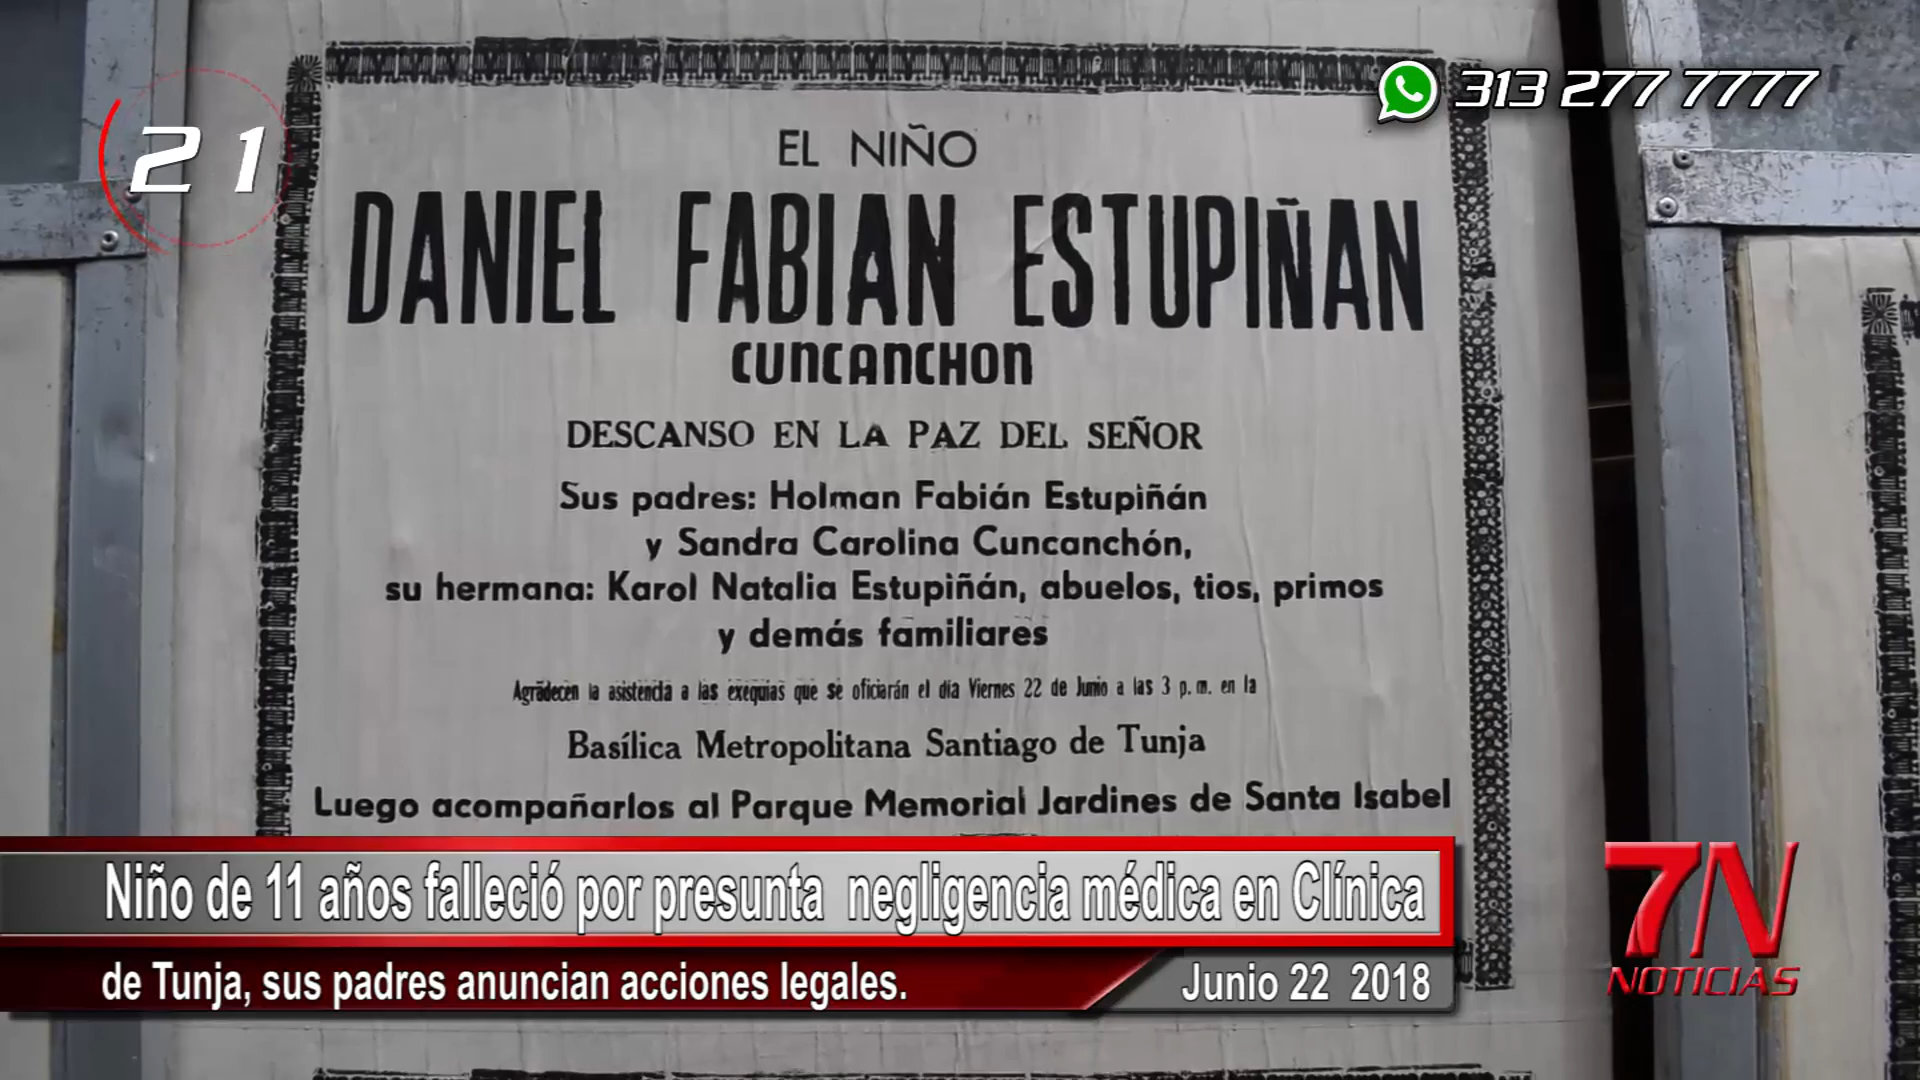 21
313 277 7777
EL NIÑO
DANIEL FABIAN ESTUPIÑAN
CUNCANCHON
DESCANSO EN LA PAZ DEL SEÑOR
Sus padres: Holman Fabián Estupiñán
y Sandra Carolina Cuncanchón,
su hermana: Karol Natalia Estupiñán, abuelos, tios, primos
y demás familiares
Agradecen la asistencia a las exequias que se oficiarán el día Viernes 22 de Junio a las 3 p. m. en la
Basílica Metropolitana Santiago de Tunja
Luego acompañarlos al Parque Memorial Jardines de Santa Isabel
Niño de 11 años falleció por presunta negligencia médica en Clínica
de Tunja, sus padres anuncian acciones legales.
Junio 22 2018
7N
NOTICIAS